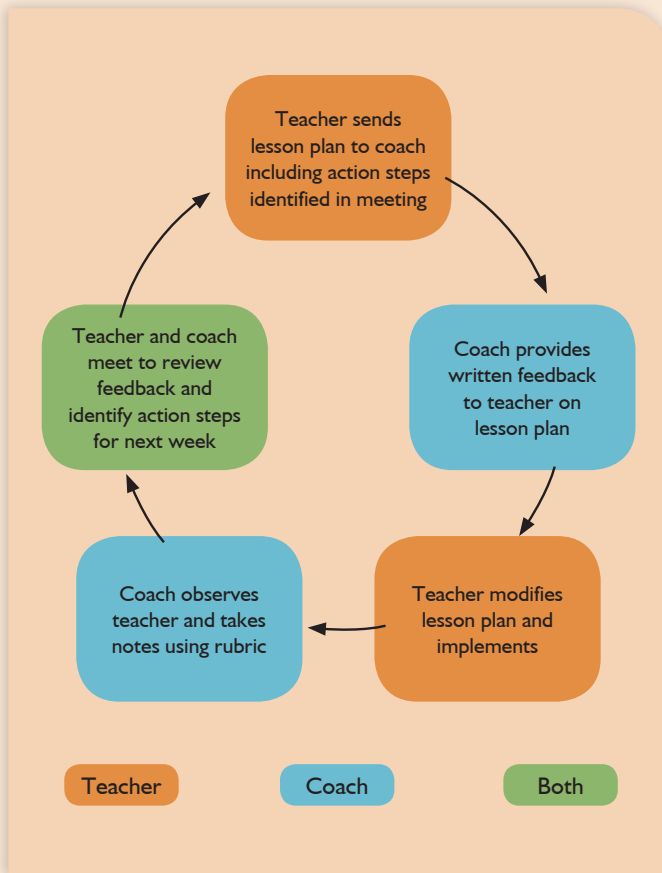 Teacher sends
lesson plan to coach
including action steps
identified in meeting
Coach provides
written feedback
to teacher on
lesson plan
Teacher modifies
lesson plan and
implements
Coach observes
teacher and takes
notes using rubric
Teacher and coach
meet to review
feedback and
identify action steps
for next week
Teacher
Coach
Both